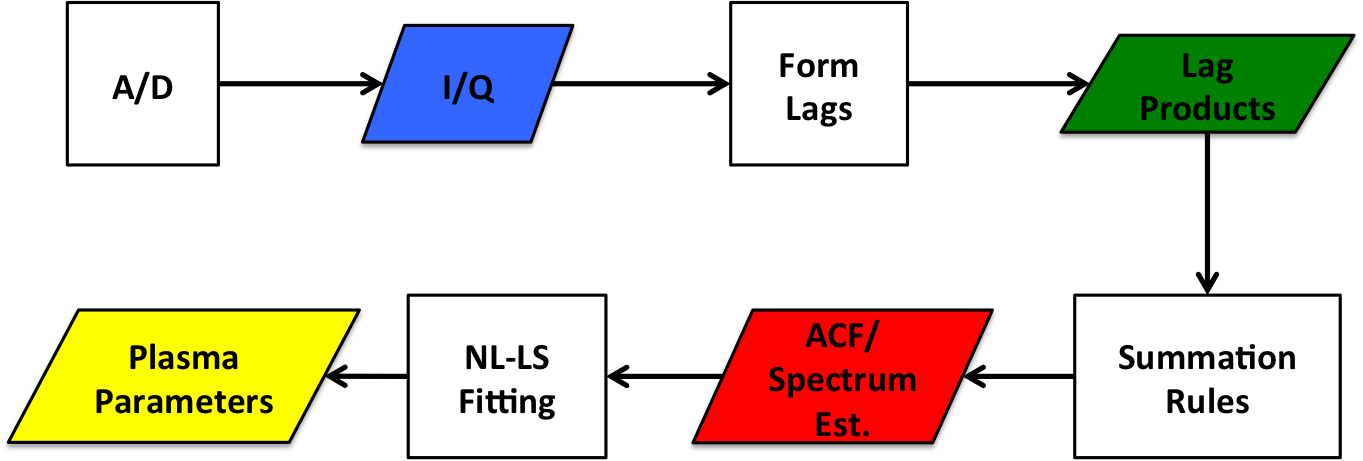 A/D
I/Q
Form
Lags
Lag
Products
Plasma
Parameters
NL-LS
Fitting
ACF/
Spectrum
Est.
Summation
Rules